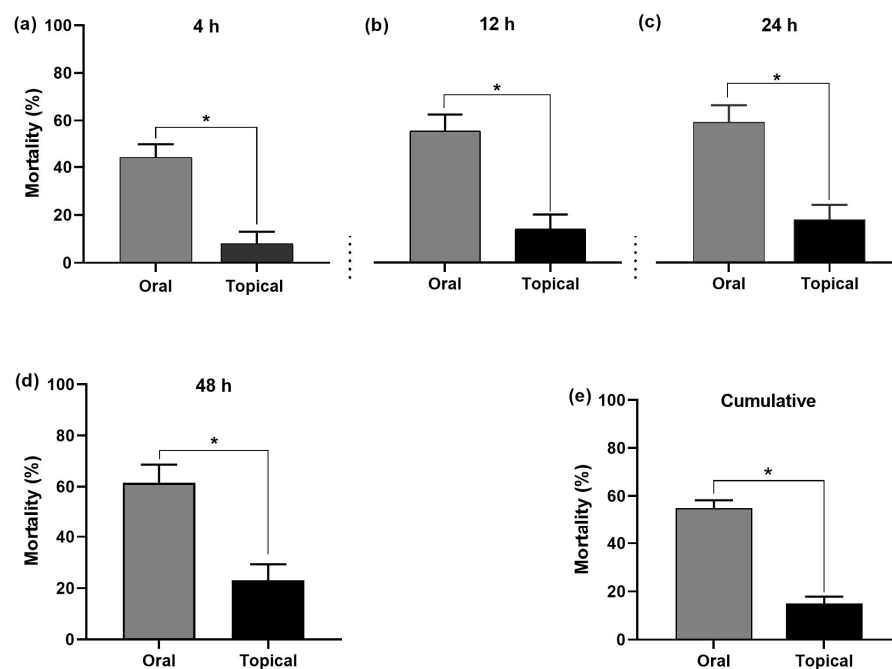 (a) 4 h
Mortality (%)
100
80
60
40
20
0
*
Oral Topical
(b) 12 h
*
Oral Topical
(c) 24 h
*
Oral Topical
(d) 48 h
Mortality (%)
100
80
60
40
20
0
*
Oral Topical
(e) Cumulative
Mortality (%)
100
80
60
40
20
0
*
Oral Topical